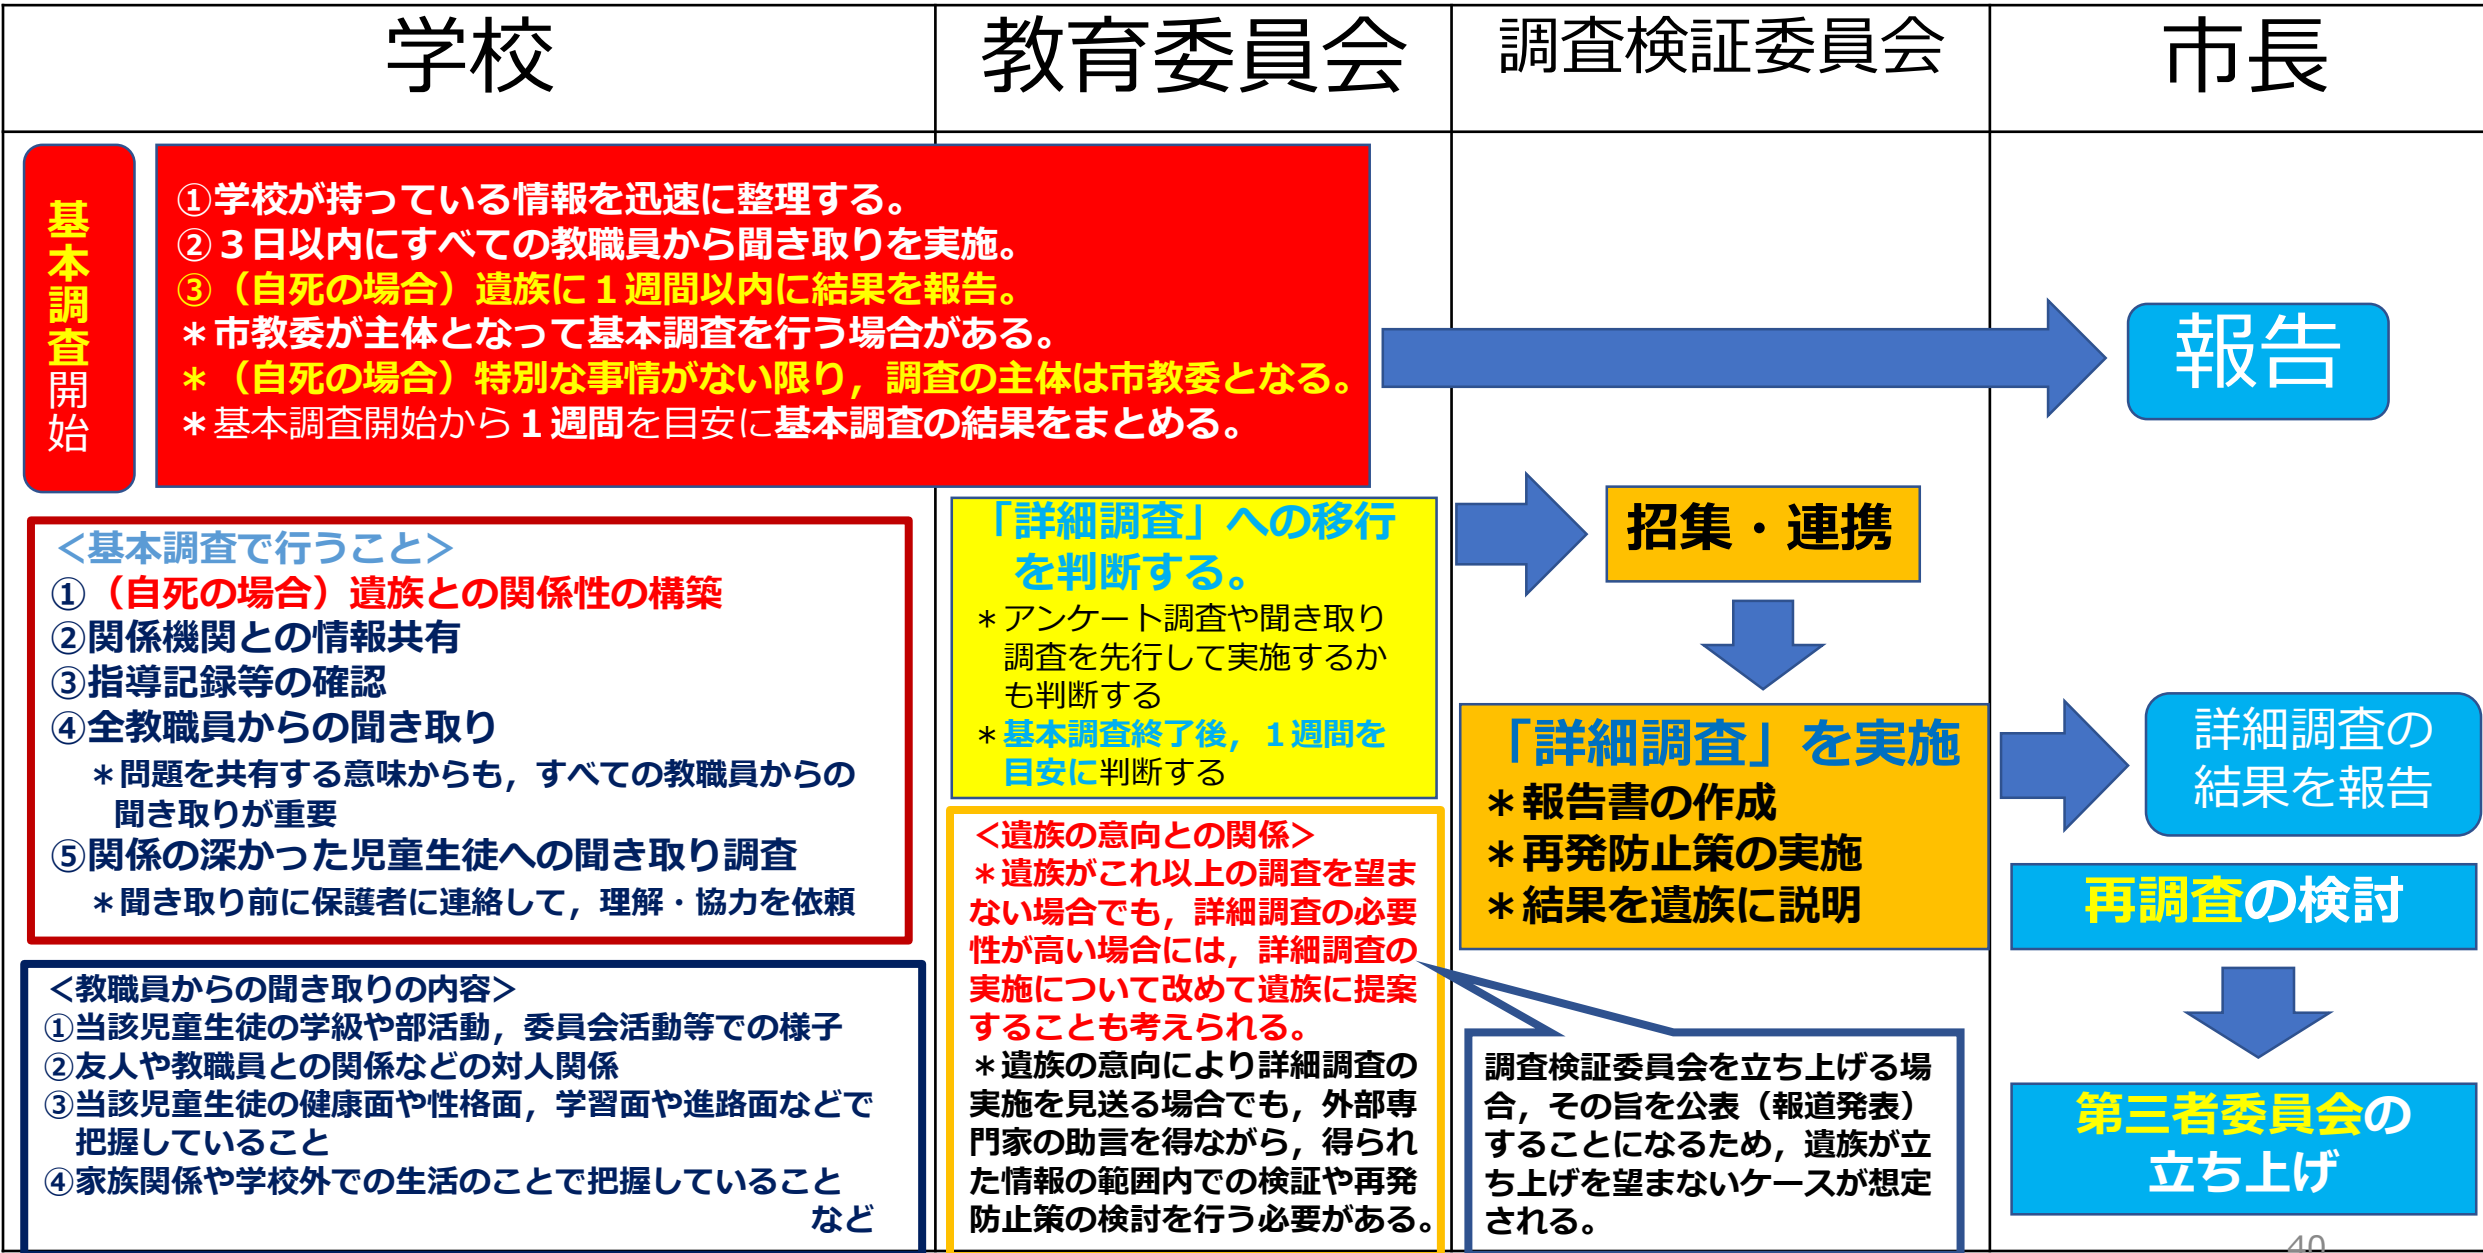 学校
教育委員会
調査検証委員会
市長
基本調査開始
①学校が持っている情報を迅速に整理する。
②３日以内にすべての教職員から聞き取りを実施。
③（自死の場合）遺族に１週間以内に結果を報告。
＊市教委が主体となって基本調査を行う場合がある。
＊（自死の場合）特別な事情がない限り，調査の主体は市教委となる。
＊基本調査開始から１週間を目安に基本調査の結果をまとめる。
報告
＜基本調査で行うこと＞
①（自死の場合）遺族との関係性の構築
②関係機関との情報共有
③指導記録等の確認
④全教職員からの聞き取り
＊問題を共有する意味からも，すべての教職員からの
聞き取りが重要
⑤関係の深かった児童生徒への聞き取り調査
＊聞き取り前に保護者に連絡して，理解・協力を依頼
＜教職員からの聞き取りの内容＞
①当該児童生徒の学級や部活動，委員会活動等での様子
②友人や教職員との関係などの対人関係
③当該児童生徒の健康面や性格面，学習面や進路面などで
把握していること
④家族関係や学校外での生活のことで把握していること
など
「詳細調査」への移行
を判断する。
＊アンケート調査や聞き取り
調査を先行して実施するか
も判断する
＊基本調査終了後，１週間を
目安に判断する
＜遺族の意向との関係＞
＊遺族がこれ以上の調査を望ま
ない場合でも，詳細調査の必要
性が高い場合には，詳細調査の
実施について改めて遺族に提案
することも考えられる。
＊遺族の意向により詳細調査の
実施を見送る場合でも，外部専
門家の助言を得ながら，得られ
た情報の範囲内での検証や再発
防止策の検討を行う必要がある。
招集・連携
「詳細調査」を実施
＊報告書の作成
＊再発防止策の実施
＊結果を遺族に説明
調査検証委員会を立ち上げる場
合，その旨を公表（報道発表）
することになるため，遺族が立
ち上げを望まないケースが想定
される。
詳細調査の
結果を報告
再調査の検討
第三者委員会の
立ち上げ
40